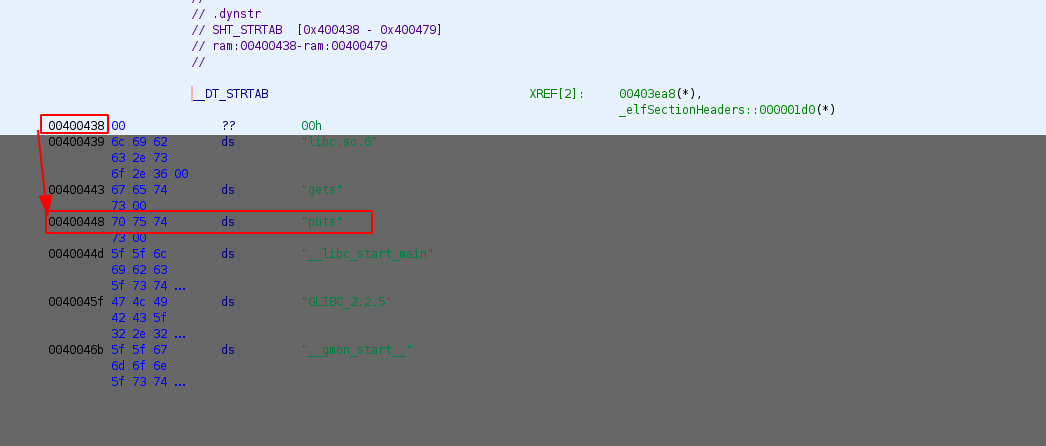 //
// .dynstr
// SHT_STRTAB [0x400438 - 0x400479]
// ram:00400438-ram:00400479
//
__DT_STRTAB XREF[2]: 00403ea8(*),
_elfSectionHeaders::000001d0(*)
00400438 00 ?? 00h
00400439 6c 69 62 ds "libc.so.6"
63 2e 73
6f 2e 36 00
00400443 67 65 74 ds "gets"
73 00
00400448 70 75 74 ds "puts"
73 00
0040044d 5f 5f 6c ds "__libc_start_main"
69 62 63
5f 73 74 ...
0040045f 47 4c 49 ds "GLIBC_2.2.5"
42 43 5f
32 2e 32 ...
0040046b 5f 5f 67 ds "__gmon_start__"
6d 6f 6e
5f 73 74 ...